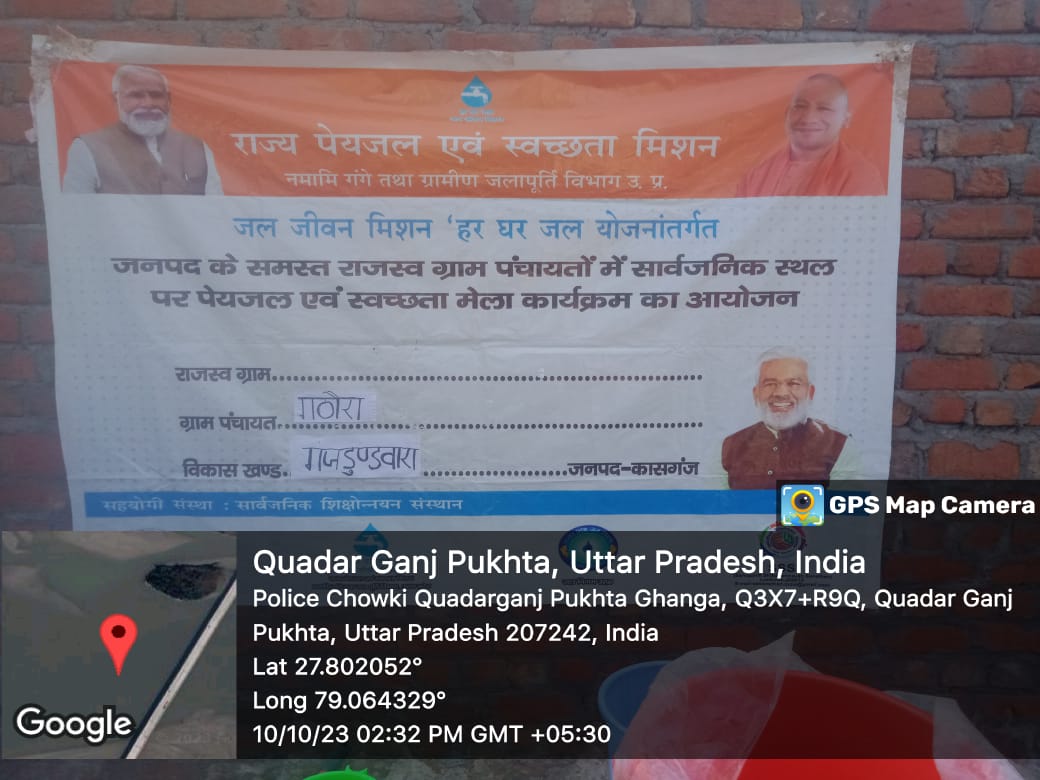 राज्य पेयजल एवं स्वच्छता मिशन
नमामि गंगे तथा ग्रामीण जलापूर्ति विभाग उ. प्र.
जल जीवन मिशन ‘हर घर जल योजनांतर्गत
जनपद के समस्त राजस्व ग्राम पंचायतों में सार्वजनिक स्थल
पर पेयजल एवं स्वच्छता मेला कार्यक्रम का आयोजन
राजस्व ग्राम
ग्राम पंचायत गठौरा
विकास खण्ड. गंजडुण्डवारा जनपद-कासगंज
सहयोगी संस्था : सार्वजनिक शिक्षोन्नयन संस्थान
GPS Map Camera
Quadar Ganj Pukhta, Uttar Pradesh, India
Police Chowki Quadarganj Pukhta Ghanga, Q3X7+R9Q, Quadar Ganj
Pukhta, Uttar Pradesh 207242, India
Lat 27.802052°
Long 79.064329°
10/10/23 02:32 PM GMT +05:30
Google